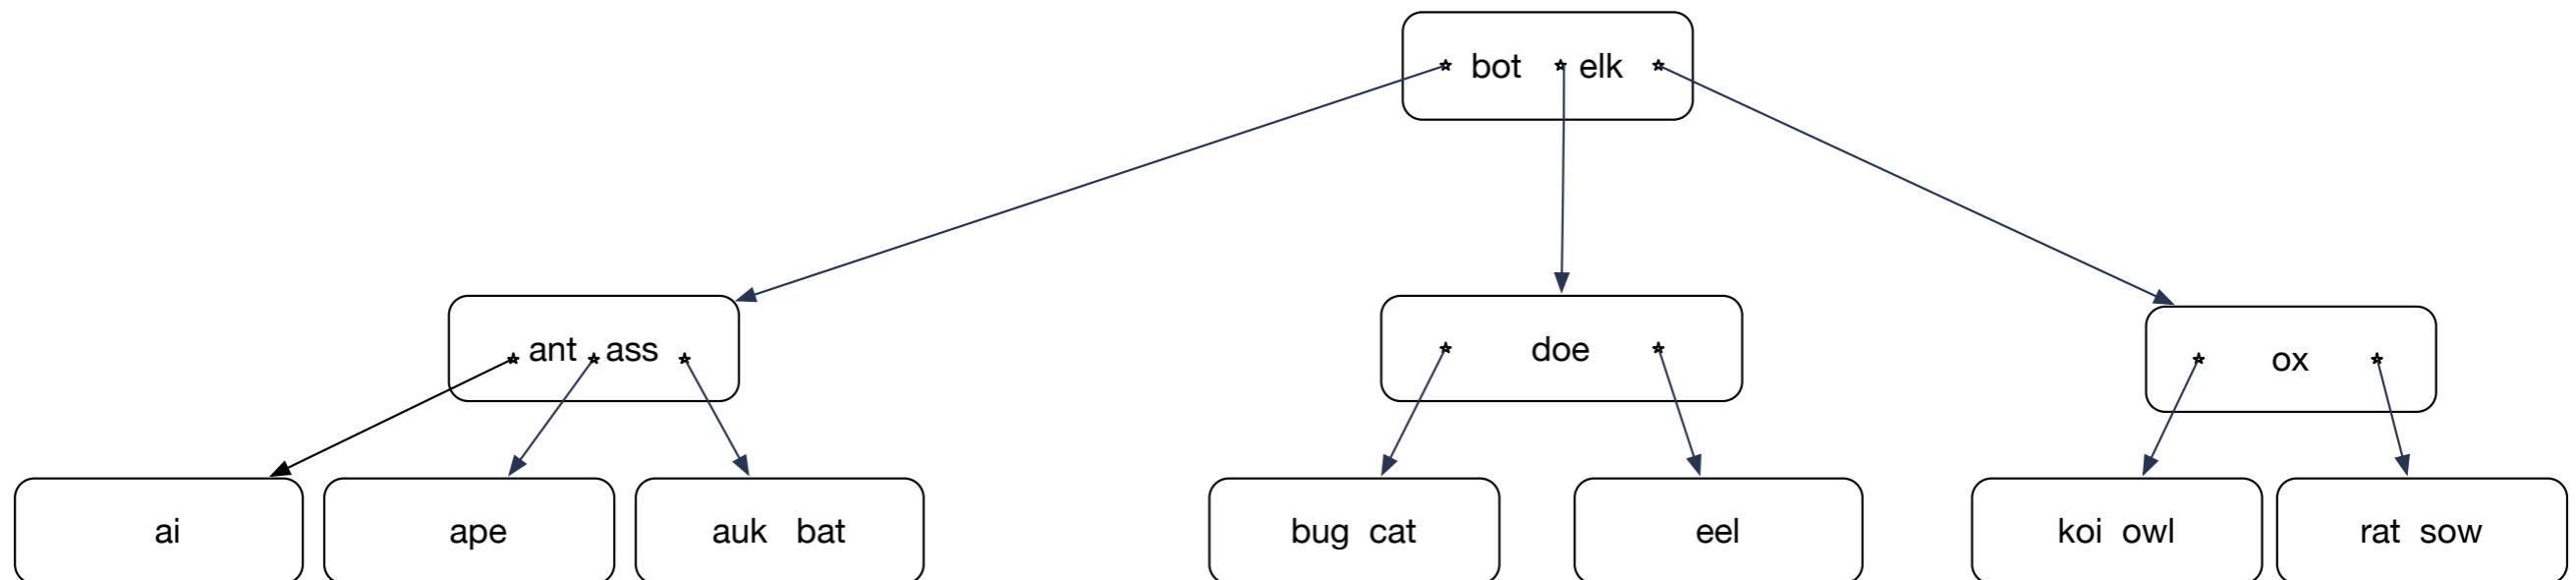 bot elk
ant ass
doe
ox
ai
ape
auk bat
bug cat
eel
koi owl
rat sow